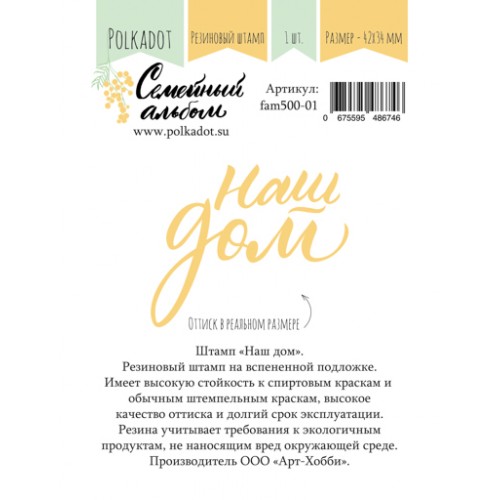 POLKADOT
РЕЗИНОВЫЙ ШТАМП
1 ШТ.
РАЗМЕР - 42X34 ММ
Семейный
альбом
www.polkadot.su
Артикул:
fam500-01
0 675595 486746
наш
дом
ОТТИСК В РЕАЛЬНОМ РАЗМЕРЕ
Штамп «Наш дом».
Резиновый штамп на вспененной подложке.
Имеет высокую стойкость к спиртовым краскам и
обычным штемпельным краскам, высокое
качество оттиска и долгий срок эксплуатации.
Резина учитывает требования к экологичным
продуктам, не наносящим вред окружающей среде.
Производитель ООО «Арт-Хобби».